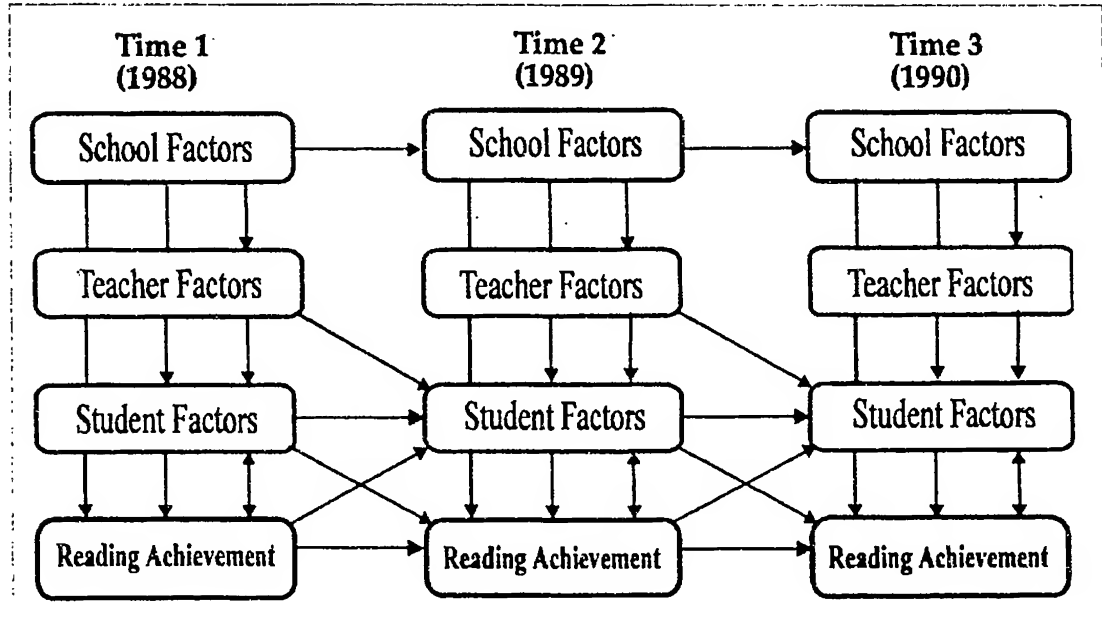 Time 1
(1988)
Time 2
(1989)
Time 3
(1990)
School Factors
School Factors
School Factors
Teacher Factors
Teacher Factors
Teacher Factors
Student Factors
Student Factors
Student Factors
Reading Achievement
Reading Achievement
Reading Achievement